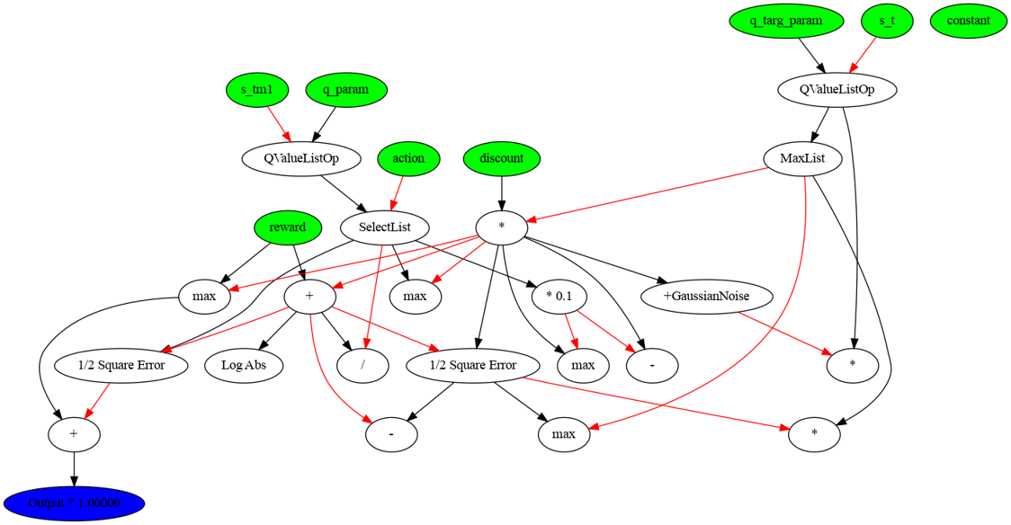 q_targ_param
s_t
constant
s_tm1
q_param
QValueListOp
QValueListOp
action
discount
MaxList
reward
SelectList
*
max
+
max
* 0.1
+GaussianNoise
1/2 Square Error
Log Abs
/
1/2 Square Error
max
-
*
+
-
max
*
Output * 1.00000